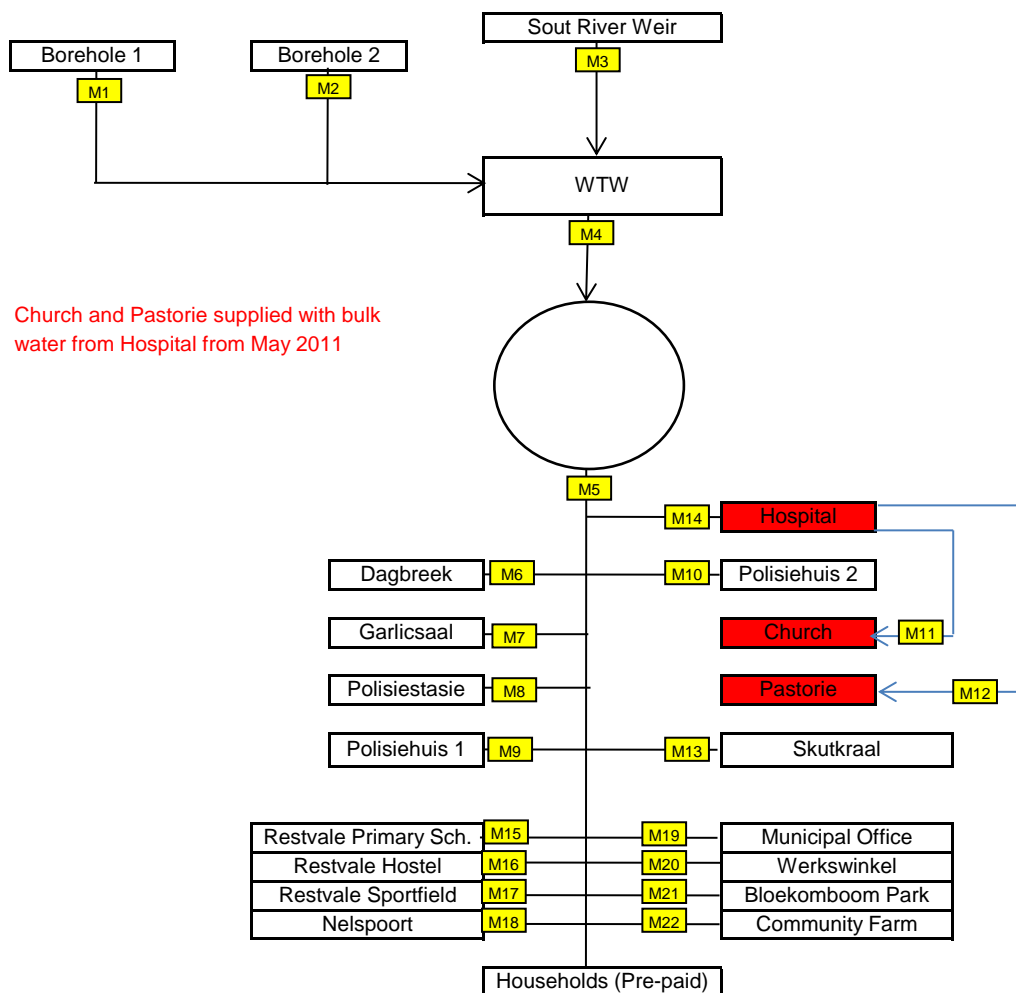 Sout River Weir
Borehole 1
Borehole 2
M3
M1
M2
WTW
M4
Church and Pastorie supplied with bulk
water from Hospital from May 2011
M5
M14
Hospital
Dagbreek
M6
M10
Polisiehuis 2
Garlicsaal
M7
Church
M11
Polisiestasie
M8
Pastorie
M12
Polisiehuis 1
M9
M13
Skutkraal
Restvale Primary Sch.
M15
M19
Municipal Office
Restvale Hostel
M16
M20
Werkswinkel
Restvale Sportfield
M17
M21
Bloekomboom Park
Nelspoort
M18
M22
Community Farm
Households (Pre-paid)